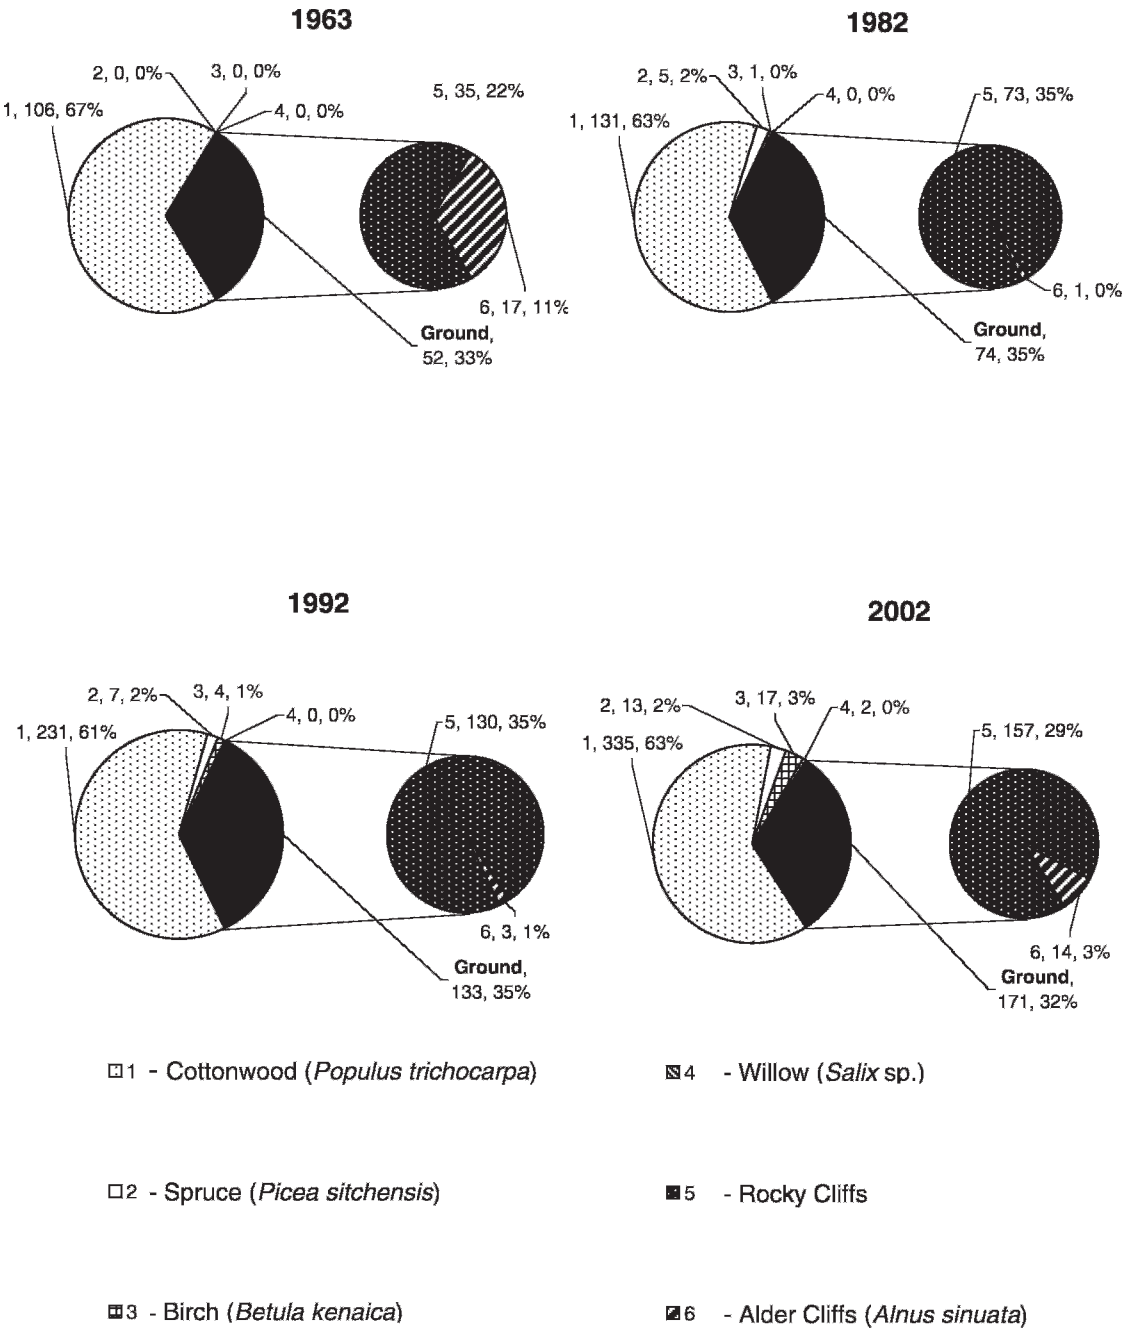 1963
2, 0, 0%
3, 0, 0%
5, 35, 22%
1, 106, 67%
4, 0, 0%
6, 17, 11%
Ground,
52, 33%
1982
2, 5, 2%
3, 1, 0%
4, 0, 0%
5, 73, 35%
1, 131, 63%
6, 1, 0%
Ground,
74, 35%
1992
2, 7, 2%
3, 4, 1%
4, 0, 0%
5, 130, 35%
1, 231, 61%
6, 3, 1%
Ground,
133, 35%
2002
2, 13, 2%
3, 17, 3%
4, 2, 0%
5, 157, 29%
1, 335, 63%
6, 14, 3%
Ground,
171, 32%
1 - Cottonwood (Populus trichocarpa)
4 - Willow (Salix sp.)
2 - Spruce (Picea sitchensis)
5 - Rocky Cliffs
3 - Birch (Betula kenaica)
6 - Alder Cliffs (Alnus sinuata)